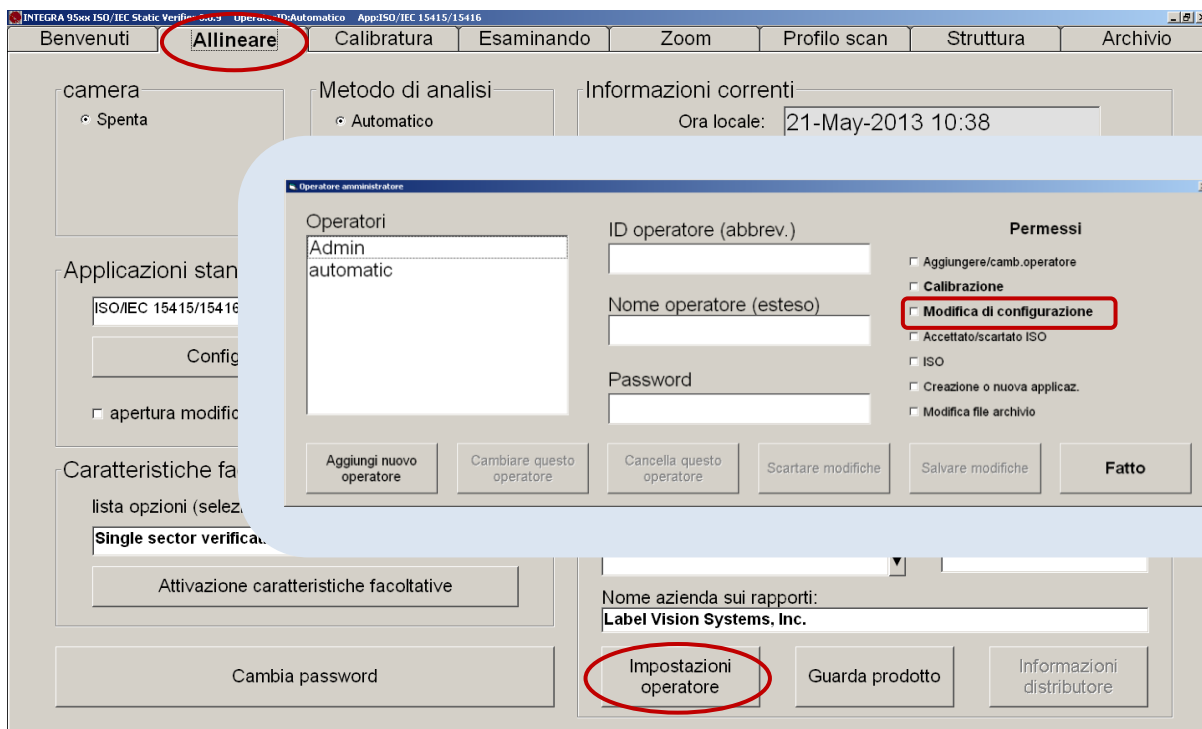 INTEGRA 95xx ISO/IEC Static Verifier 3.0.9 OperatorID:Automatico App:ISO/IEC 15415/15416
Benvenuti Allineare Calibratura Esaminando Zoom Profilo scan Struttura Archivio
camera
Spenta
Metodo di analisi
Automatico
Informazioni correnti
Ora locale: 21-May-2013 10:38
Operatore amministratore
Operatori
Admin
automatic
ID operatore (abbrev.)
Nome operatore (esteso)
Password
Permessi
Aggiungere/camb.operatore
Calibrazione
Modifica di configurazione
Accettato/scartato ISO
ISO
Creazione o nuova applicaz.
Modifica file archivio
Aggiungi nuovo
operatore
Cambiare questo
operatore
Cancella questo
operatore
Scartare modifiche
Salvare modifiche
Fatto
Applicazioni stan
ISO/IEC 15415/15416
Config
apertura modific
Caratteristiche fa
lista opzioni (selez
Single sector verificat
Attivazione caratteristiche facoltative
Cambia password
Nome azienda sui rapporti:
Label Vision Systems, Inc.
Impostazioni
operatore
Guarda prodotto
Informazioni
distributore